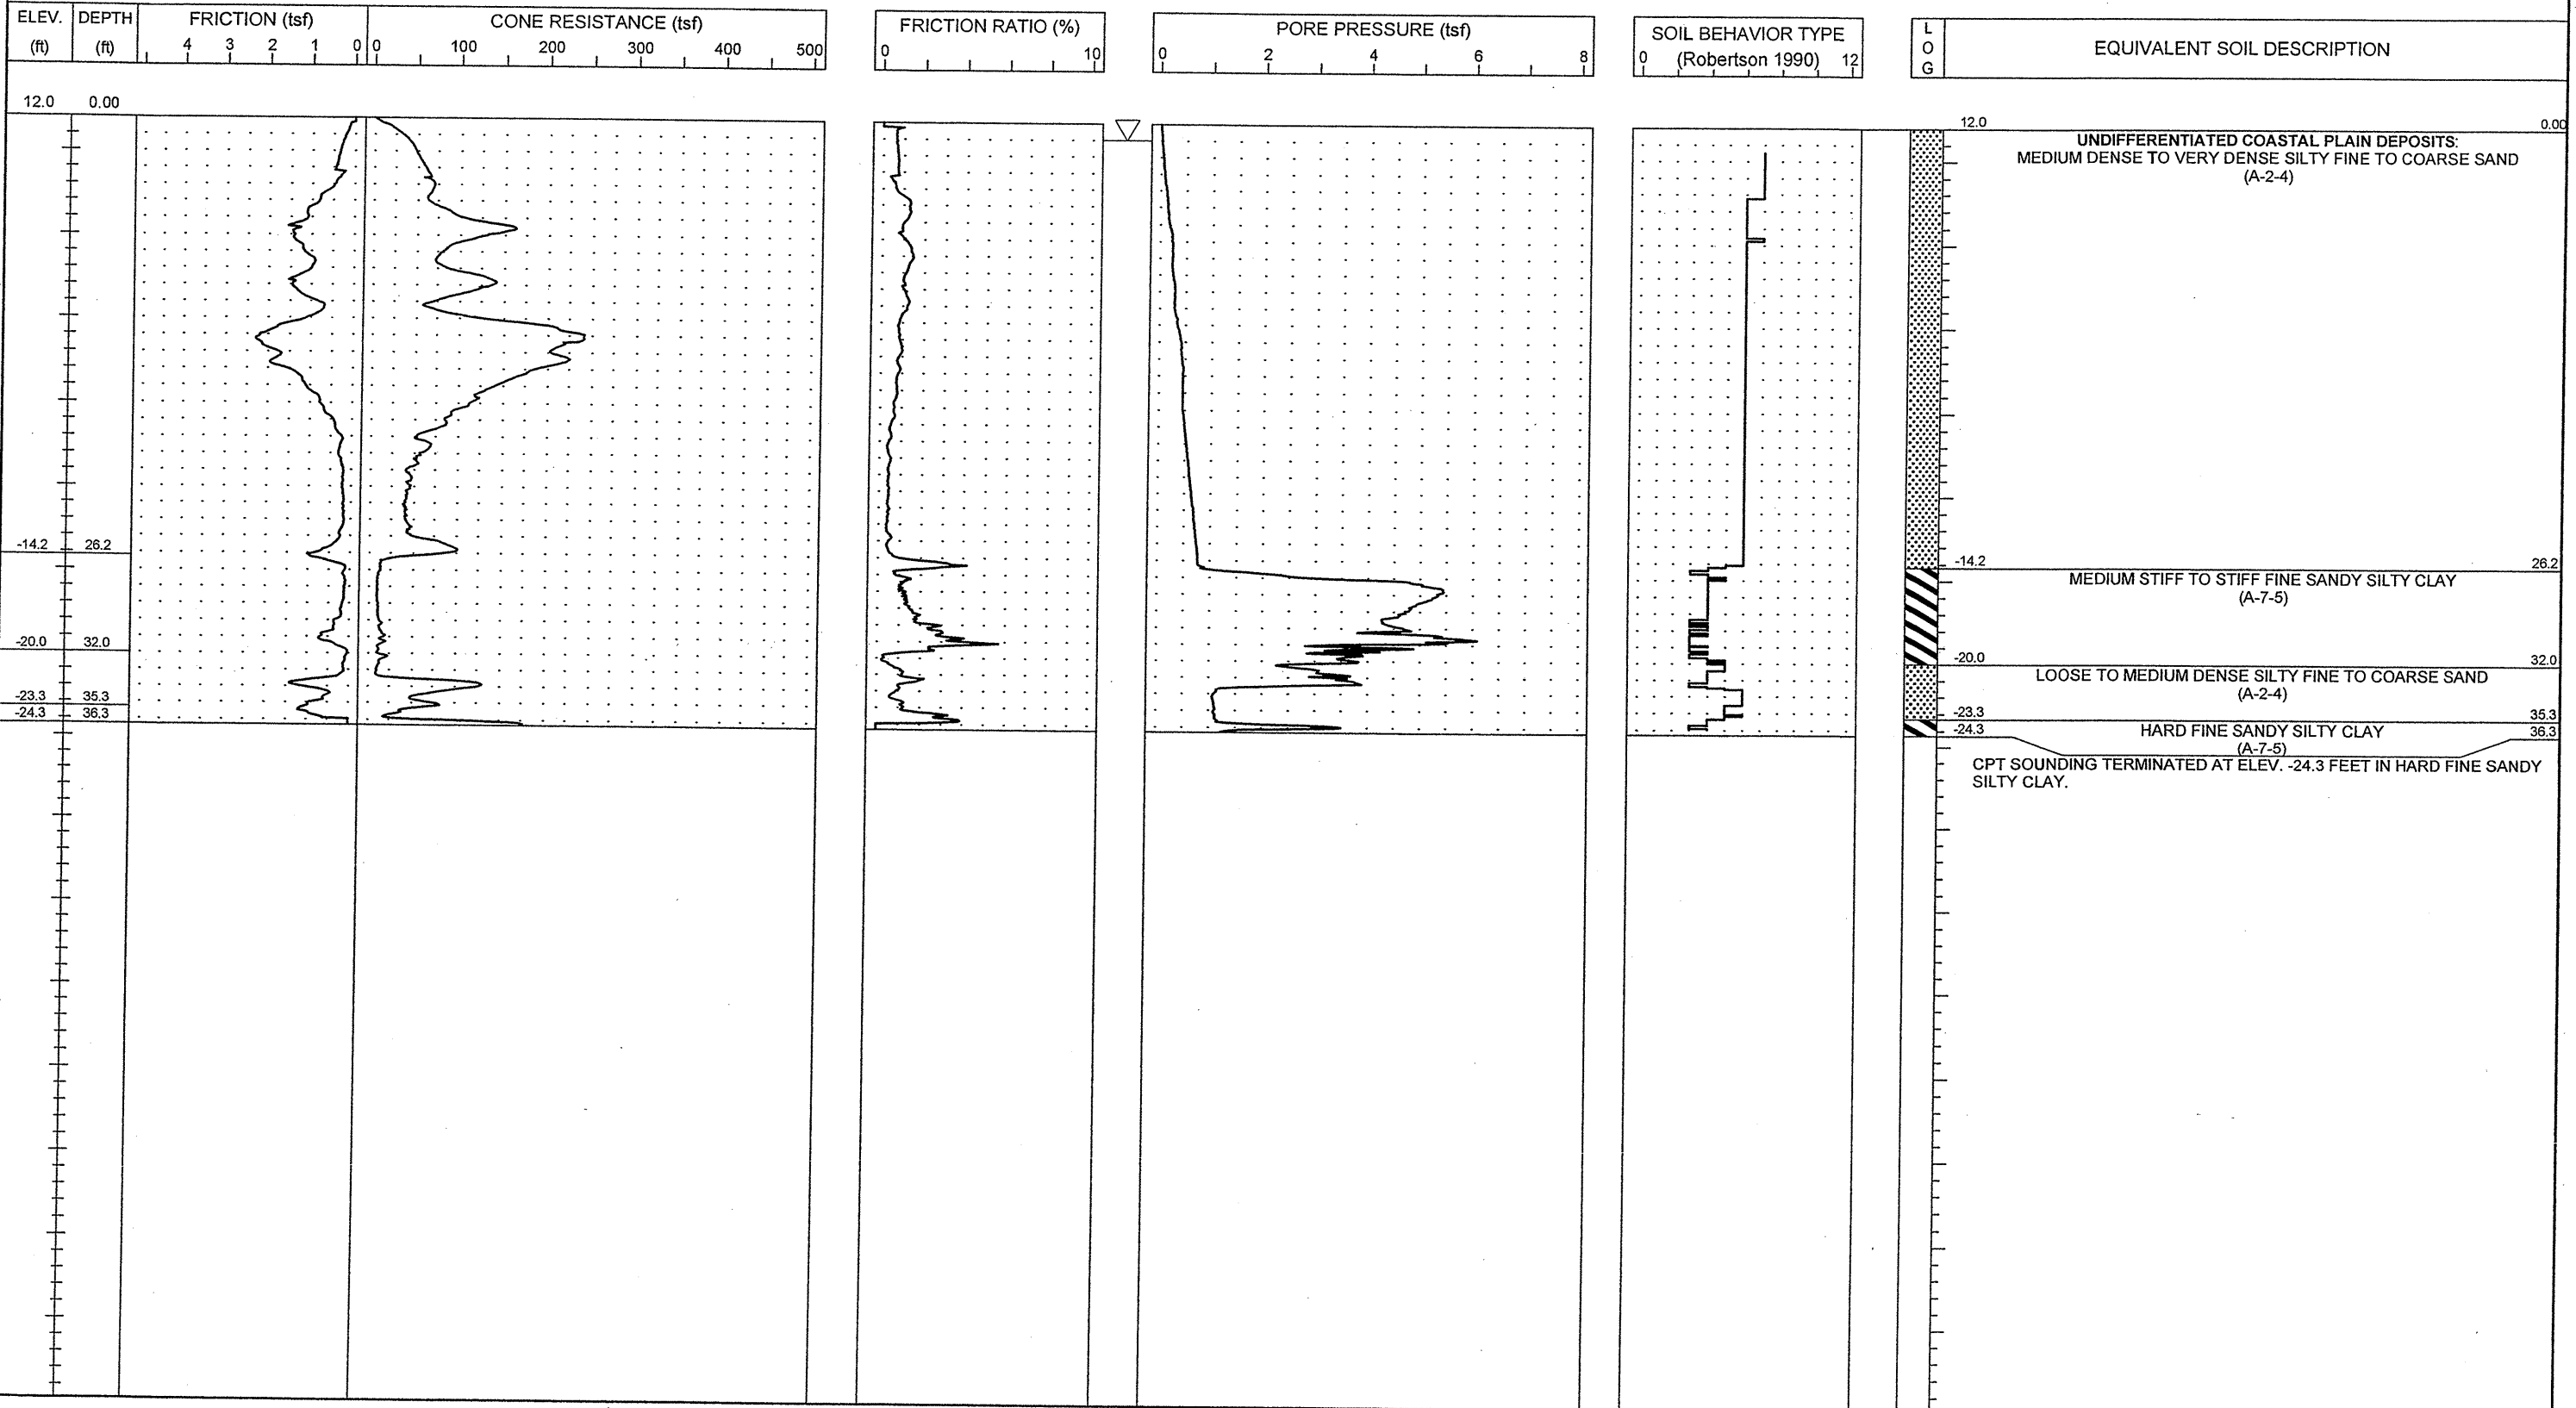 ELEV. DEPTH FRICTION (tsf) CONE RESISTANCE (tsf) FRICTION RATIO (%) PORE PRESSURE (tsf) SOIL BEHAVIOR TYPE L
(ft) (ft) 4 3 2 1 0 0 100 200 300 400 500 0 10 0 2 4 6 8 0 (Robertson 1990) 12 O EQUIVALENT SOIL DESCRIPTION
G
12.0 0.00
12.0 0.00
UNDIFFERENTIATED COASTAL PLAIN DEPOSITS:
MEDIUM DENSE TO VERY DENSE SILTY FINE TO COARSE SAND
(A-2-4)
-14.2 26.2
-14.2 26.2
MEDIUM STIFF TO STIFF FINE SANDY SILTY CLAY
(A-7-5)
-20.0 32.0
-20.0 32.0
LOOSE TO MEDIUM DENSE SILTY FINE TO COARSE SAND
(A-2-4)
-23.3 35.3
-23.3 35.3
-24.3 36.3
HARD FINE SANDY SILTY CLAY
-24.3 36.3
(A-7-5)
CPT SOUNDING TERMINATED AT ELEV. -24.3 FEET IN HARD FINE SANDY
SILTY CLAY.